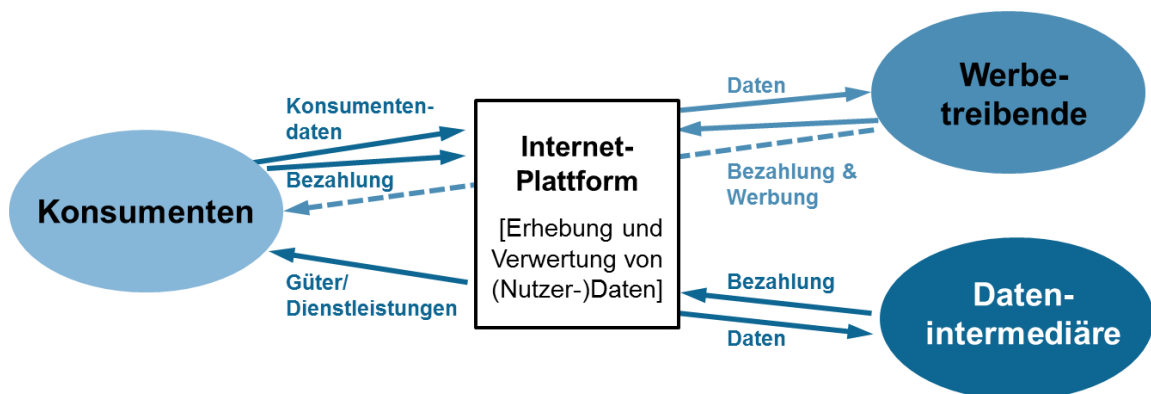 Konsumenten
Konsumenten-
daten
Bezahlung
Güter/
Dienstleistungen
Internet-
Plattform
[Erhebung und
Verwertung von
(Nutzer-)Daten]
Daten
Bezahlung &
Werbung
Werbe-
treibende
Bezahlung
Daten
Daten-
intermediäre